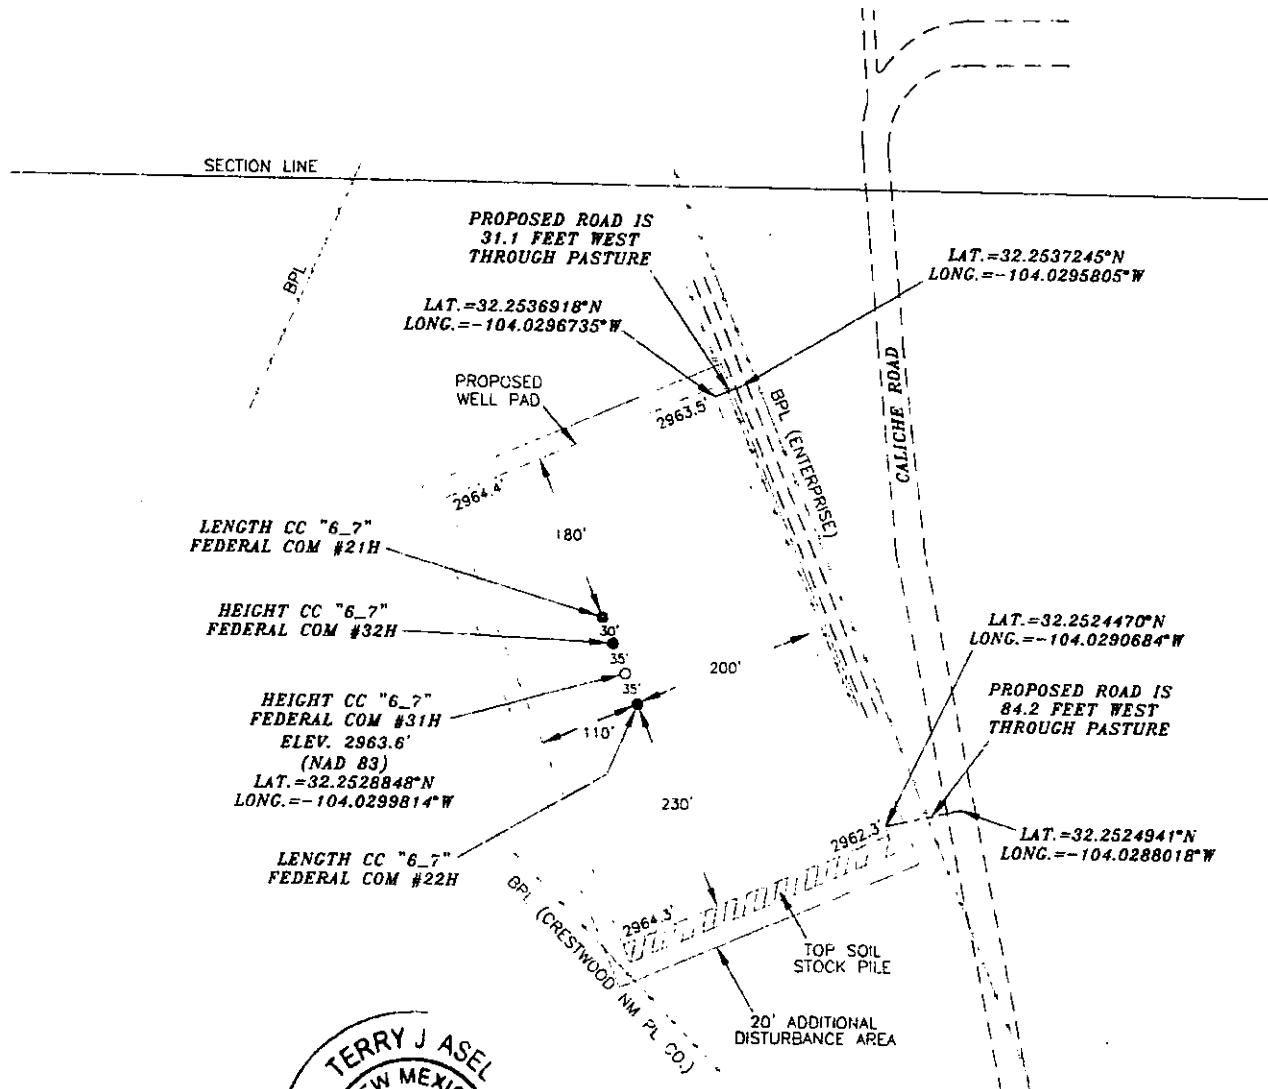 SECTION LINE
BPL
PROPOSED ROAD IS
31.1 FEET WEST
THROUGH PASTURE
LAT.=32.2537245°N
LONG.=-104.0295805°W
LAT.=32.2536918°N
LONG.=-104.0296735°W
PROPOSED
WELL PAD
2963.5'
BPL (ENTERPRISE)
CALICHE ROAD
2964.4'
180'
LENGTH CC "6_7"
FEDERAL COM #21H
HEIGHT CC "6_7"
FEDERAL COM #32H
30'
35'
35'
200'
110'
LAT.=32.2524470°N
LONG.=-104.0290684°W
HEIGHT CC "6_7"
FEDERAL COM #31H
ELEV. 2963.6'
(NAD 83)
LAT.=32.2528848°N
LONG.=-104.0299814°W
PROPOSED ROAD IS
84.2 FEET WEST
THROUGH PASTURE
230'
2962.3'
LAT.=32.2524941°N
LONG.=-104.0288018°W
LENGTH CC "6_7"
FEDERAL COM #22H
BPL (CRESTWOOD NM PL CO.)
2964.3'
TOP SOIL
STOCK PILE
20' ADDITIONAL
DISTURBANCE AREA
TERRY J ASEL
EW MEXIC